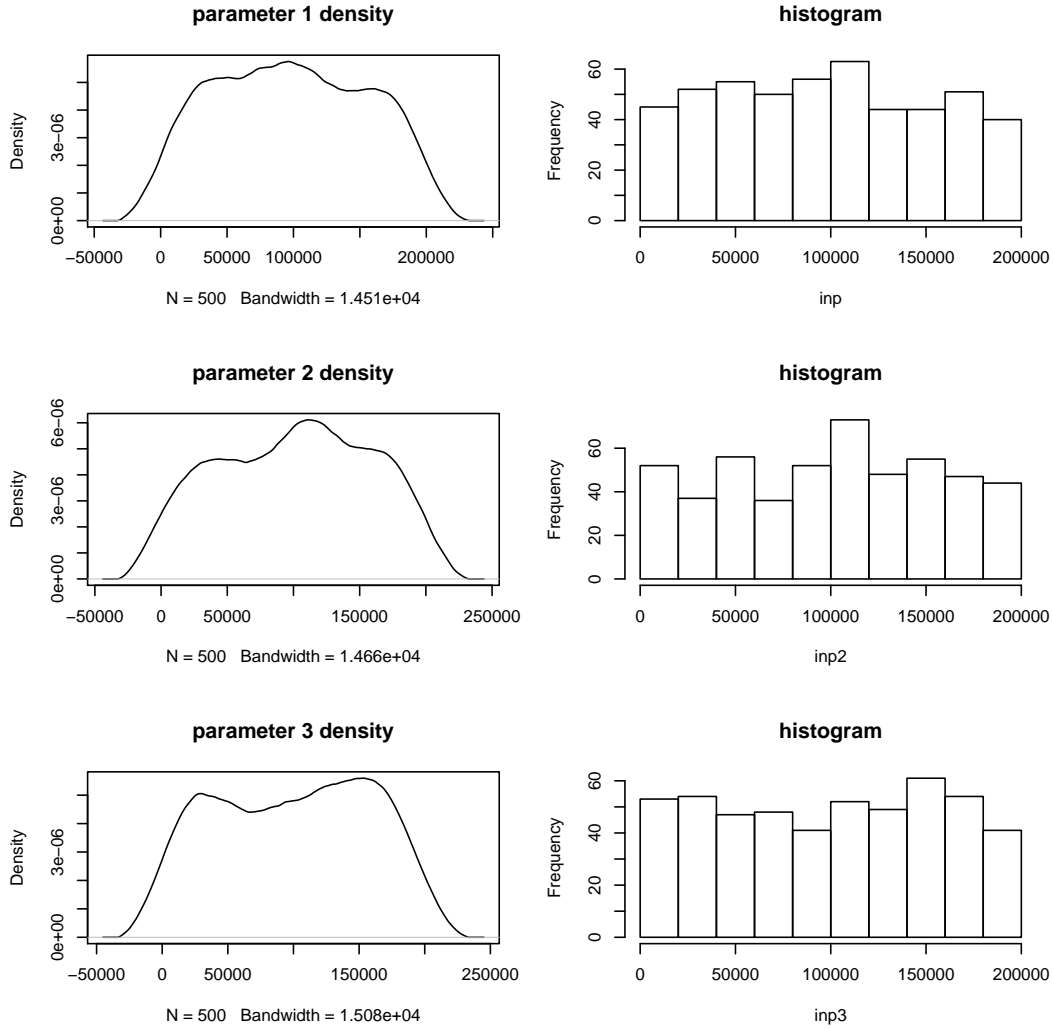 parameter 1 density
Density
0e+00 3e−06
−50000 0 50000 100000 200000
N = 500 Bandwidth = 1.451e+04
histogram
Frequency
0 20 40 60
0 50000 100000 150000 200000
inp
parameter 2 density
Density
0e+00 3e−06 6e−06
−50000 0 50000 150000 250000
N = 500 Bandwidth = 1.466e+04
histogram
Frequency
0 20 40 60
0 50000 100000 150000 200000
inp2
parameter 3 density
Density
0e+00 3e−06
−50000 0 50000 150000 250000
N = 500 Bandwidth = 1.508e+04
histogram
Frequency
0 20 40 60
0 50000 100000 150000 200000
inp3